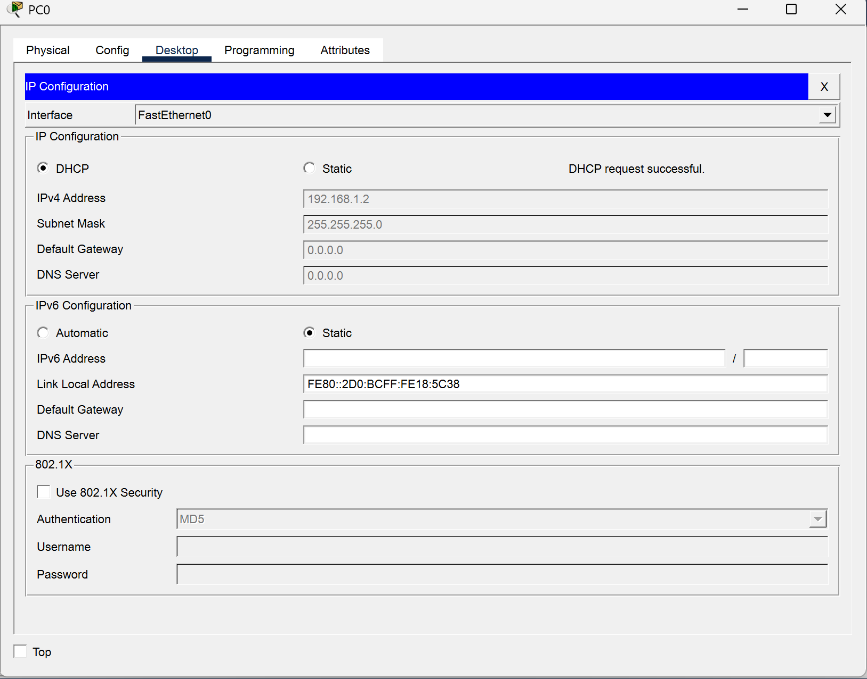 PC0
Physical Config Desktop Programming Attributes
IP Configuration X
Interface FastEthernet0
IP Configuration
DHCP Static DHCP request successful.
IPv4 Address 192.168.1.2
Subnet Mask 255.255.255.0
Default Gateway 0.0.0.0
DNS Server 0.0.0.0
IPv6 Configuration
Automatic Static
IPv6 Address /
Link Local Address FE80::2D0:BCFF:FE18:5C38
Default Gateway
DNS Server
802.1X
Use 802.1X Security
Authentication MD5
Username
Password
Top